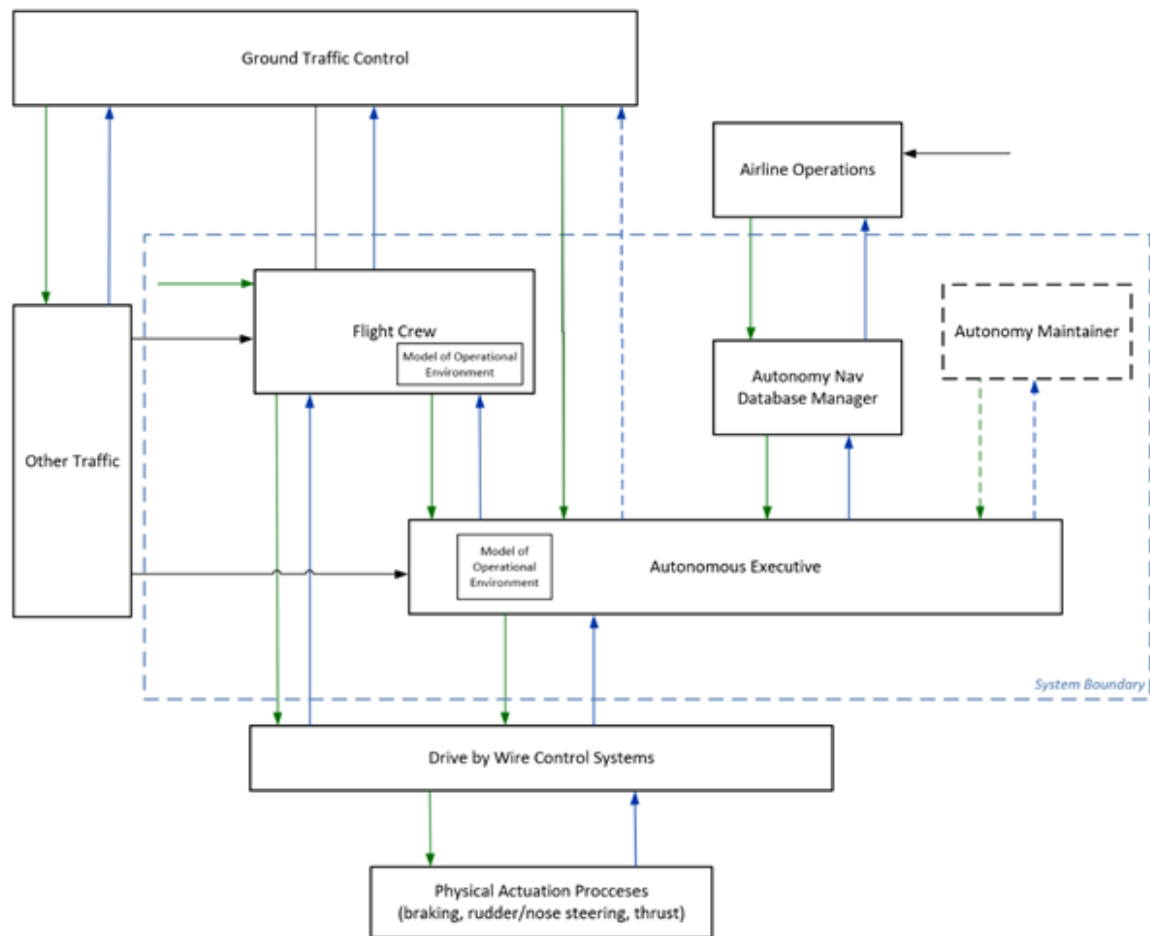 Ground Traffic Control
Airline Operations
Flight Crew
Model of Operational
Environment
Autonomy Maintainer
Autonomy Nav
Database Manager
Other Traffic
Model of
Operational
Environment
Autonomous Executive
System Boundary
Drive by Wire Control Systems
Physical Actuation Procceses
(braking, rudder/nose steering, thrust)